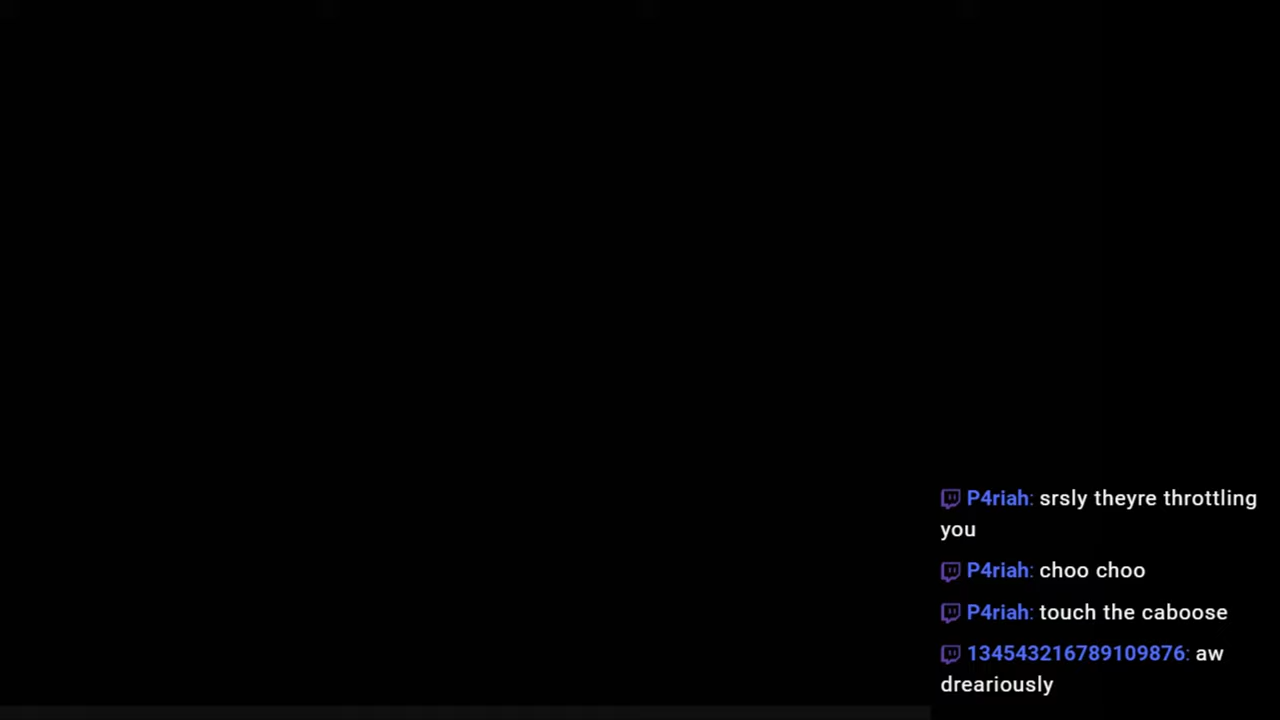 P4riah: srsly theyre throttling
you
P4riah: choo choo
P4riah: touch the caboose
134543216789109876: aw
dreariously